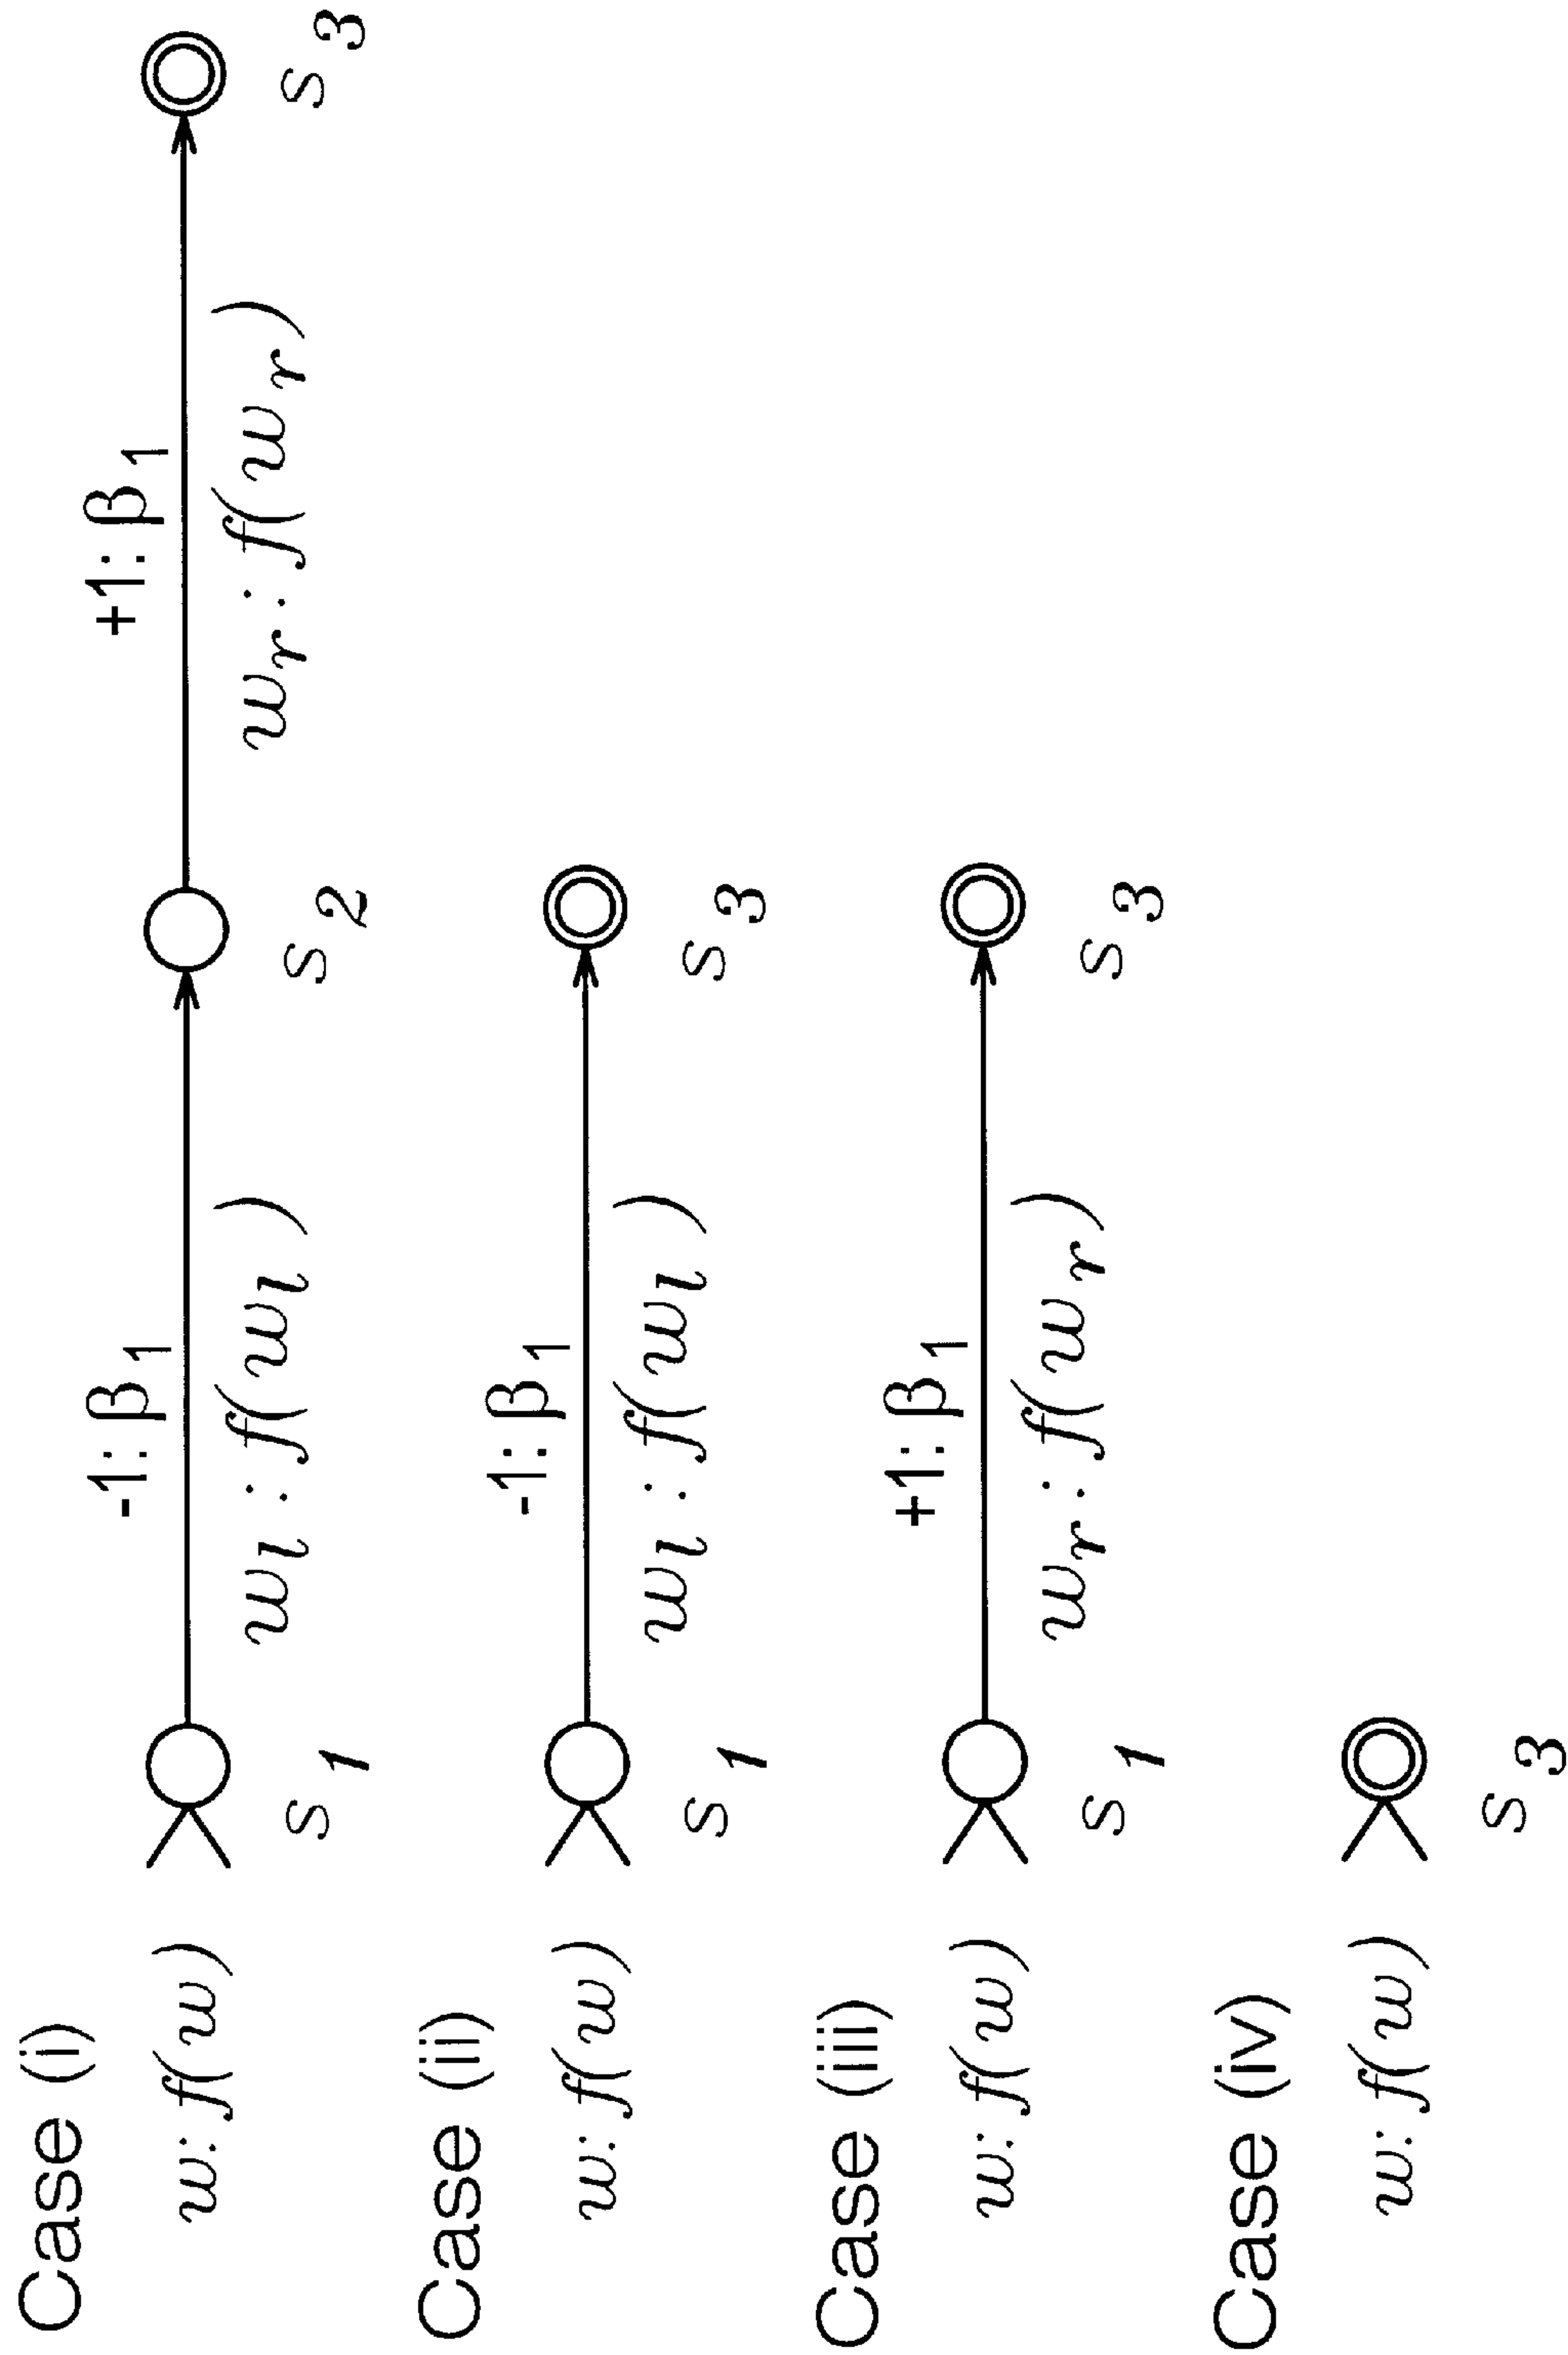 Case (i)
-1: β1 +1: β1
w: f(w)
wl : f(wl) wr : f(wr)
s1 s2 s3
Case (ii)
-1: β1
w: f(w)
wl : f(wl)
s1 s3
Case (iii)
+1: β1
w: f(w)
wr : f(wr)
s1 s3
Case (iv)
w: f(w)
s3